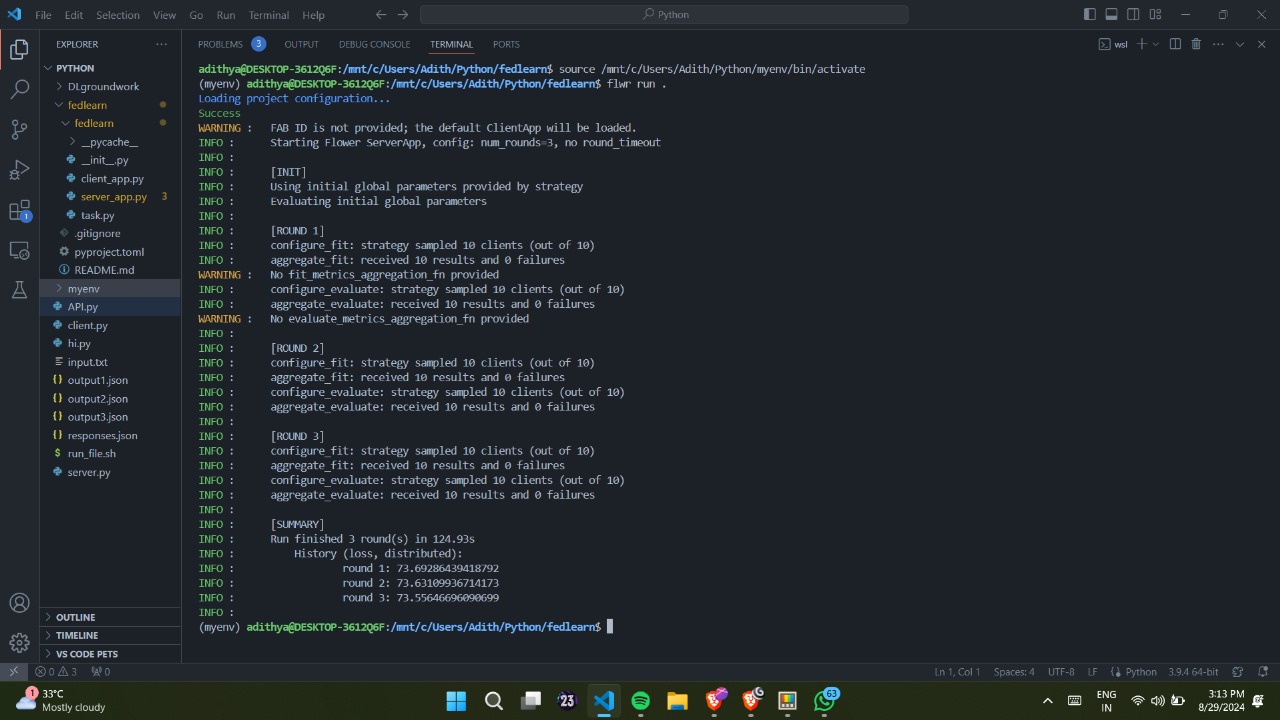 File Edit Selection View Go Run Terminal Help
Python
EXPLORER
PYTHON
DLgroundwork
fedlearn
fedlearn
__pycache__
__init__.py
client_app.py
server_app.py 3
task.py
.gitignore
pyproject.toml
README.md
myenv
API.py
client.py
hi.py
input.txt
output1.json
output2.json
output3.json
responses.json
run_file.sh
server.py
OUTLINE
TIMELINE
VS CODE PETS
1
PROBLEMS 3 OUTPUT DEBUG CONSOLE TERMINAL PORTS
wsl
adithya@DESKTOP-3612Q6F:/mnt/c/Users/Adith/Python/fedlearn$ source /mnt/c/Users/Adith/Python/myenv/bin/activate
(myenv) adithya@DESKTOP-3612Q6F:/mnt/c/Users/Adith/Python/fedlearn$ flwr run .
Loading project configuration...
Success
WARNING : FAB ID is not provided; the default ClientApp will be loaded.
INFO : Starting Flower ServerApp, config: num_rounds=3, no round_timeout
INFO :
INFO : [INIT]
INFO : Using initial global parameters provided by strategy
INFO : Evaluating initial global parameters
INFO :
INFO : [ROUND 1]
INFO : configure_fit: strategy sampled 10 clients (out of 10)
INFO : aggregate_fit: received 10 results and 0 failures
WARNING : No fit_metrics_aggregation_fn provided
INFO : configure_evaluate: strategy sampled 10 clients (out of 10)
INFO : aggregate_evaluate: received 10 results and 0 failures
WARNING : No evaluate_metrics_aggregation_fn provided
INFO :
INFO : [ROUND 2]
INFO : configure_fit: strategy sampled 10 clients (out of 10)
INFO : aggregate_fit: received 10 results and 0 failures
INFO : configure_evaluate: strategy sampled 10 clients (out of 10)
INFO : aggregate_evaluate: received 10 results and 0 failures
INFO :
INFO : [ROUND 3]
INFO : configure_fit: strategy sampled 10 clients (out of 10)
INFO : aggregate_fit: received 10 results and 0 failures
INFO : configure_evaluate: strategy sampled 10 clients (out of 10)
INFO : aggregate_evaluate: received 10 results and 0 failures
INFO :
INFO : [SUMMARY]
INFO : Run finished 3 round(s) in 124.93s
INFO : History (loss, distributed):
INFO : round 1: 73.69286439418792
INFO : round 2: 73.63109936714173
INFO : round 3: 73.55646696090699
INFO :
(myenv) adithya@DESKTOP-3612Q6F:/mnt/c/Users/Adith/Python/fedlearn$
0 3 0 Ln 1, Col 1 Spaces: 4 UTF-8 LF Python 3.9.4 64-bit
1 33°C
Mostly cloudy
23
63
ENG
IN
3:13 PM
8/29/2024